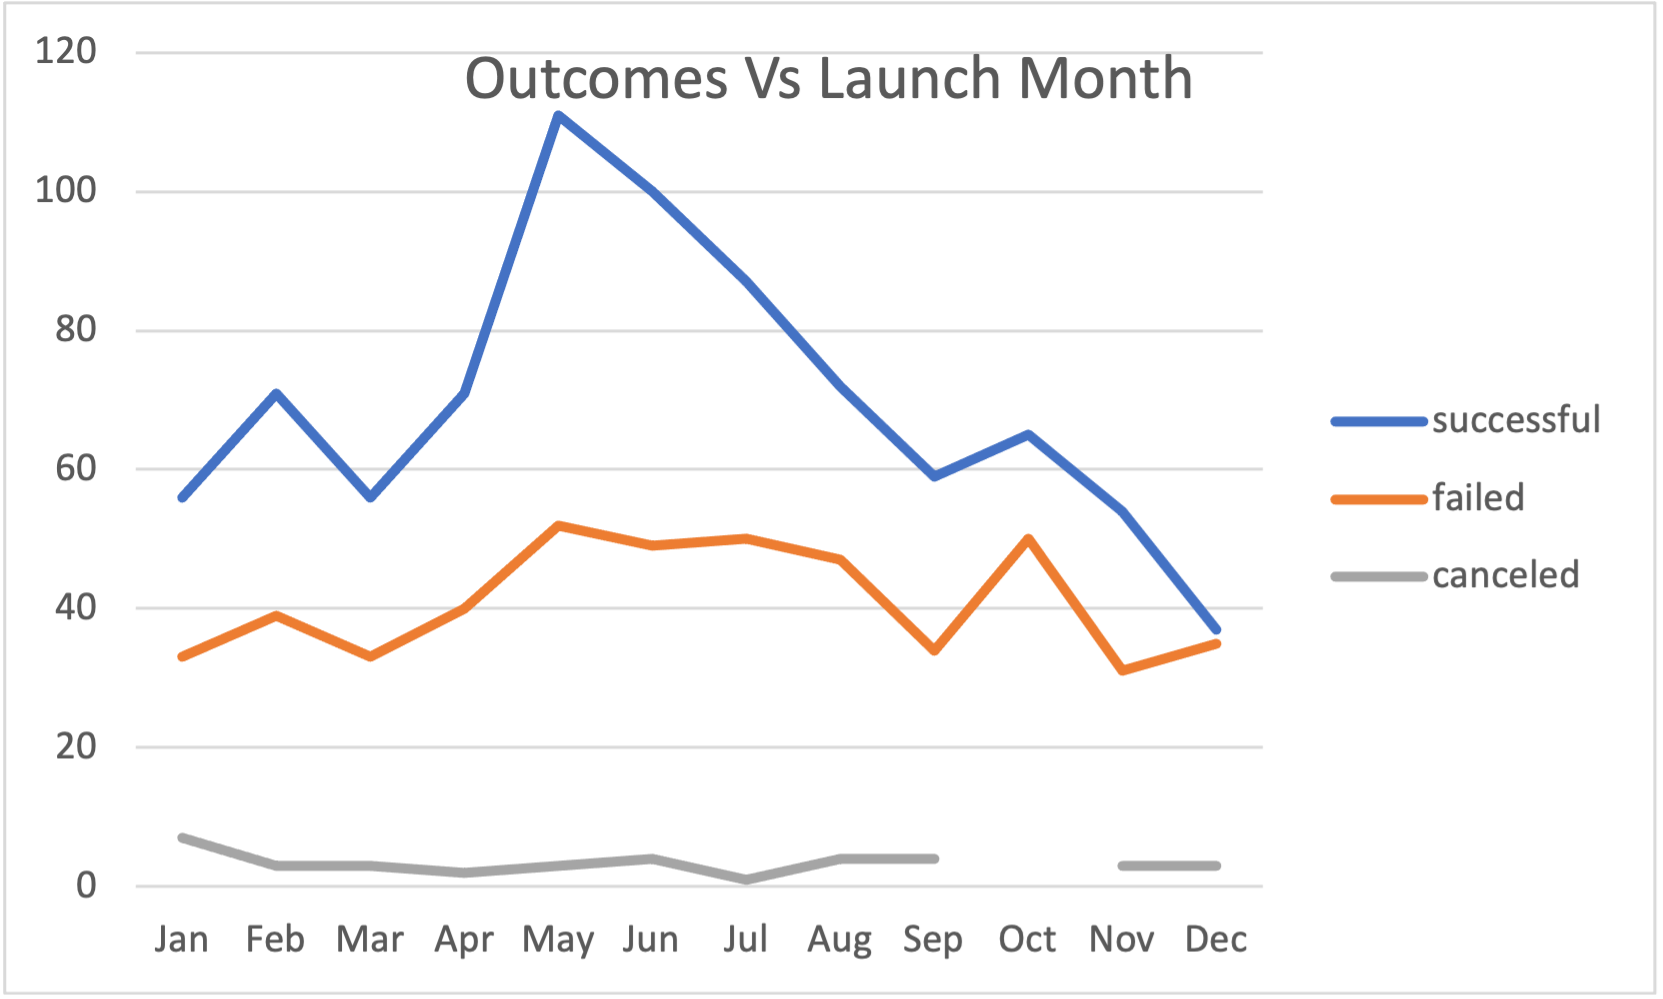 Outcomes Vs Launch Month
120
100
80
60
40
20
0
Jan Feb Mar Apr May Jun Jul Aug Sep Oct Nov Dec
successful
failed
canceled